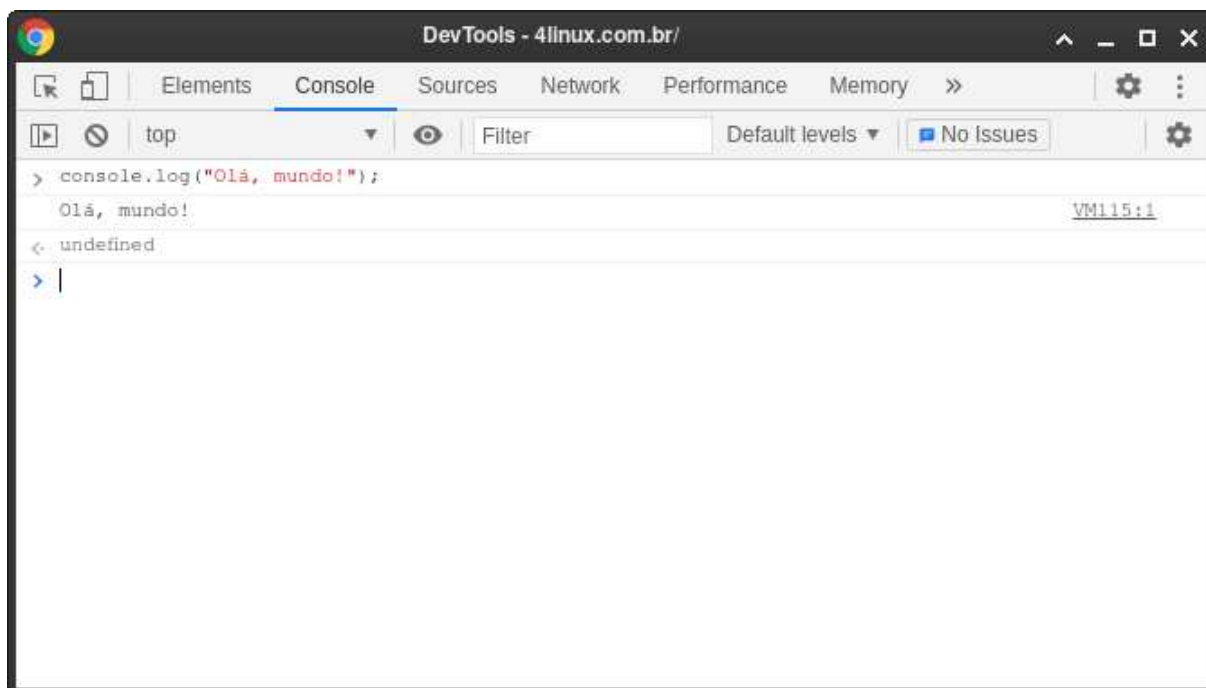 DevTools - 4linux.com.br/
Elements Console Sources Network Performance Memory »
top ▼ Filter Default levels ▼ No Issues
> console.log("Olá, mundo!");
Olá, mundo! VM115:1
<· undefined
>